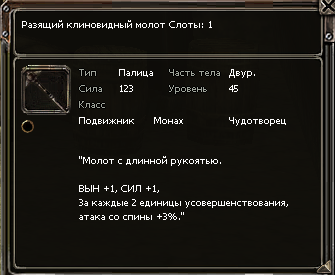 Разящий клиновидный молот Слоты: 1
Тип Палица Часть тела Двур.
Сила 123 Уровень 45
Класс
Подвижник Монах Чудотворец
"Молот с длинной рукоятью.
ВЫН +1, СИЛ +1,
За каждые 2 единицы усовершенствования,
атака со спины +3%."